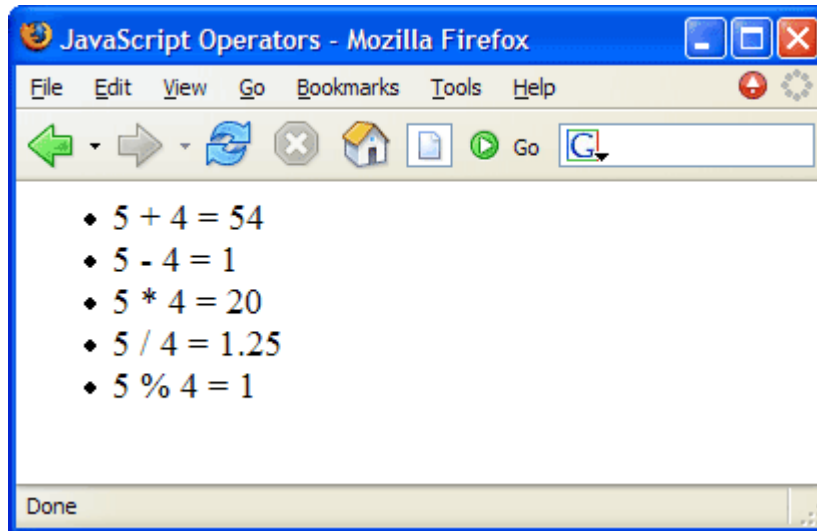 JavaScript Operators - Mozilla Firefox
File Edit View Go Bookmarks Tools Help
Go G
• 5 + 4 = 54
• 5 - 4 = 1
• 5 * 4 = 20
• 5 / 4 = 1.25
• 5 % 4 = 1
Done